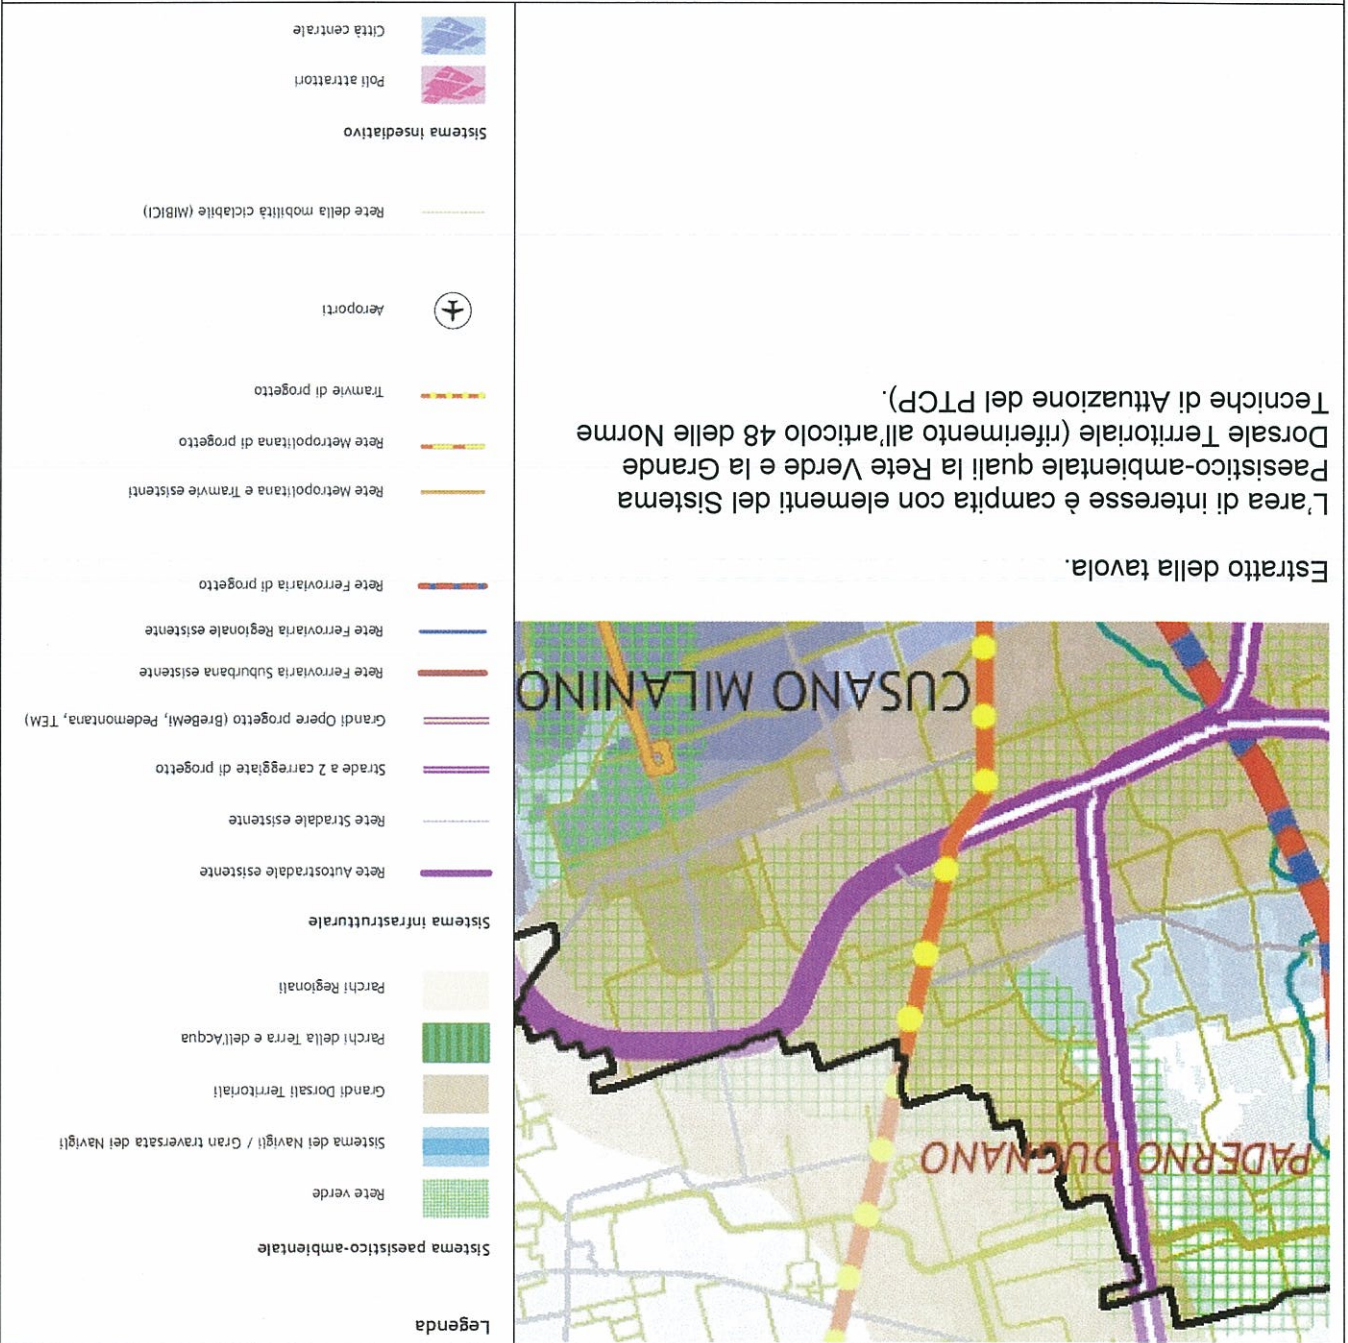 PADERNO DUGNANO
CUSANO MILANINO
Estratto della tavola.
L'area di interesse è campita con elementi del Sistema
Paesistico-ambientale quali la Rete Verde e la Grande
Dorsale Territoriale (riferimento all'articolo 48 delle Norme
Tecniche di Attuazione del PTCP).
Legenda
Sistema paesistico-ambientale
Rete verde
Sistema dei Navigli / Gran traversata dei Navigli
Grandi Dorsali Territoriali
Parchi della Terra e dell'Acqua
Parchi Regionali
Sistema infrastrutturale
Rete Autostradale esistente
Rete Stradale esistente
Strade a 2 carreggiate di progetto
Grandi Opere progetto (BreBeMi, Pedemontana, TEM)
Rete Ferroviaria Suburbana esistente
Rete Ferroviaria Regionale esistente
Rete Ferroviaria di progetto
Rete Metropolitana e Tramvie esistenti
Rete Metropolitana di progetto
Tramvie di progetto
Aeroporti
Rete della mobilità ciclabile (MIBICI)
Sistema insediativo
Poli attrattori
Città centrale